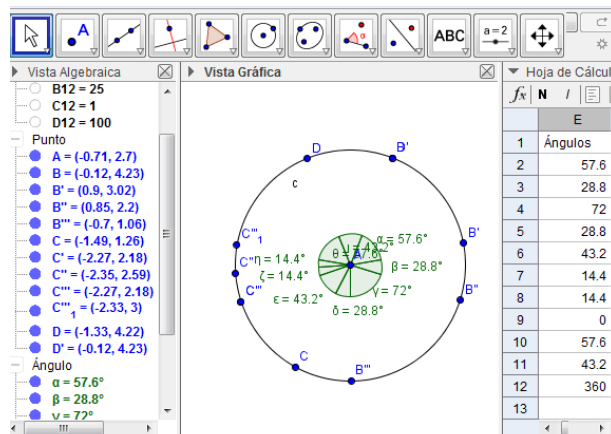 A
α
ABC
a=2
Vista Algebraica
B12 = 25
C12 = 1
D12 = 100
Punto
A = (-0.71, 2.7)
B = (-0.12, 4.23)
B' = (0.9, 3.02)
B'' = (0.85, 2.2)
B''' = (-0.7, 1.06)
C = (-1.49, 1.26)
C' = (-2.27, 2.18)
C'' = (-2.35, 2.59)
C''' = (-2.27, 2.18)
C'''₁ = (-2.33, 3)
D = (-1.33, 4.22)
D' = (-0.12, 4.23)
Ángulo
α = 57.6°
β = 28.8°
γ = 72°
Vista Gráfica
D
c
B'
C'''₁
α = 57.6°
A
C''
η = 14.4°
β = 28.8°
ζ = 14.4°
C'''
γ = 72°
B''
ε = 43.2°
δ = 28.8°
C
B'''
Hoja de Cálcul
fx N I
E
1 Ángulos
2 57.6
3 28.8
4 72
5 28.8
6 43.2
7 14.4
8 14.4
9 0
10 57.6
11 43.2
12 360
13